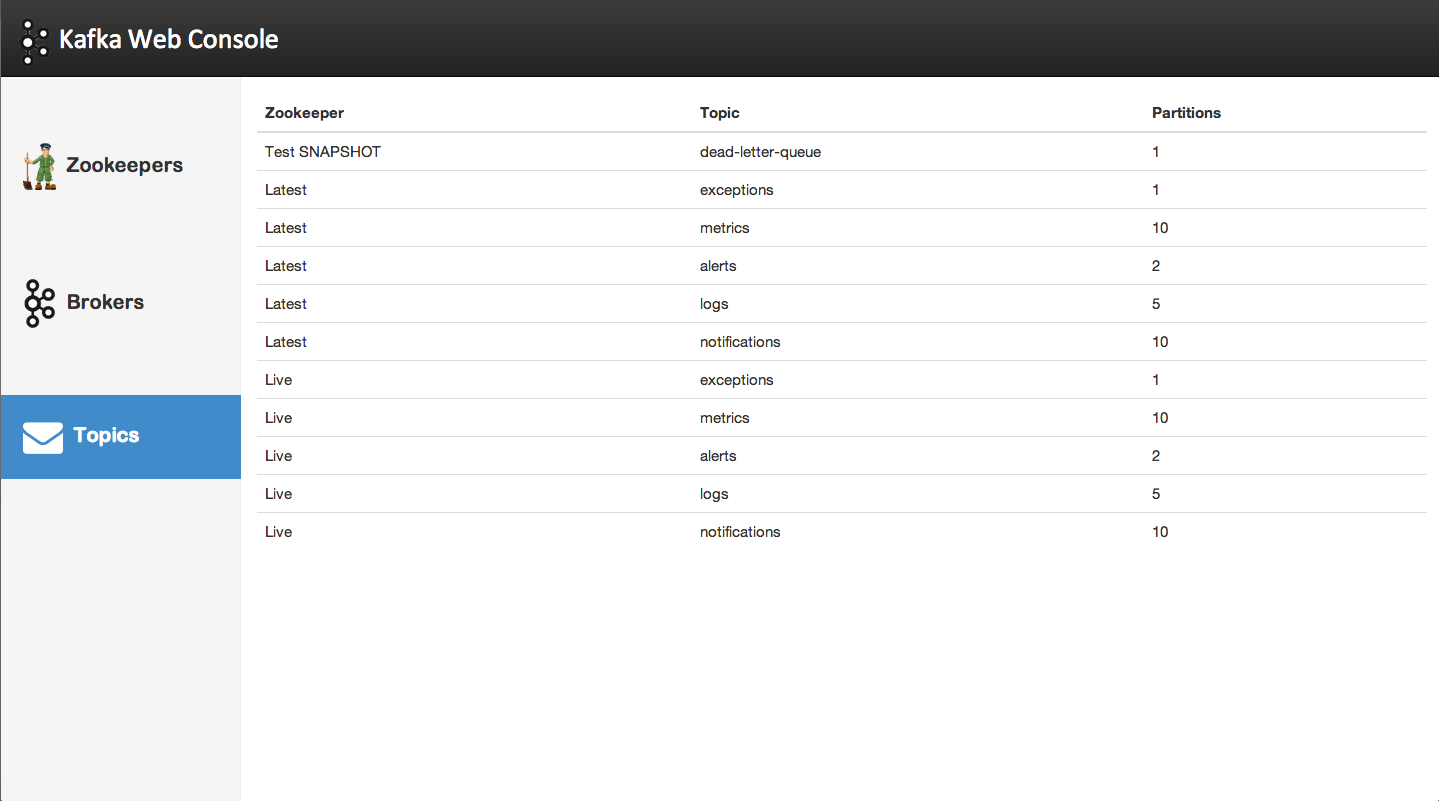 Kafka Web Console
Zookeepers
Brokers
Topics
Zookeeper Topic Partitions
Test SNAPSHOT dead-letter-queue 1
Latest exceptions 1
Latest metrics 10
Latest alerts 2
Latest logs 5
Latest notifications 10
Live exceptions 1
Live metrics 10
Live alerts 2
Live logs 5
Live notifications 10